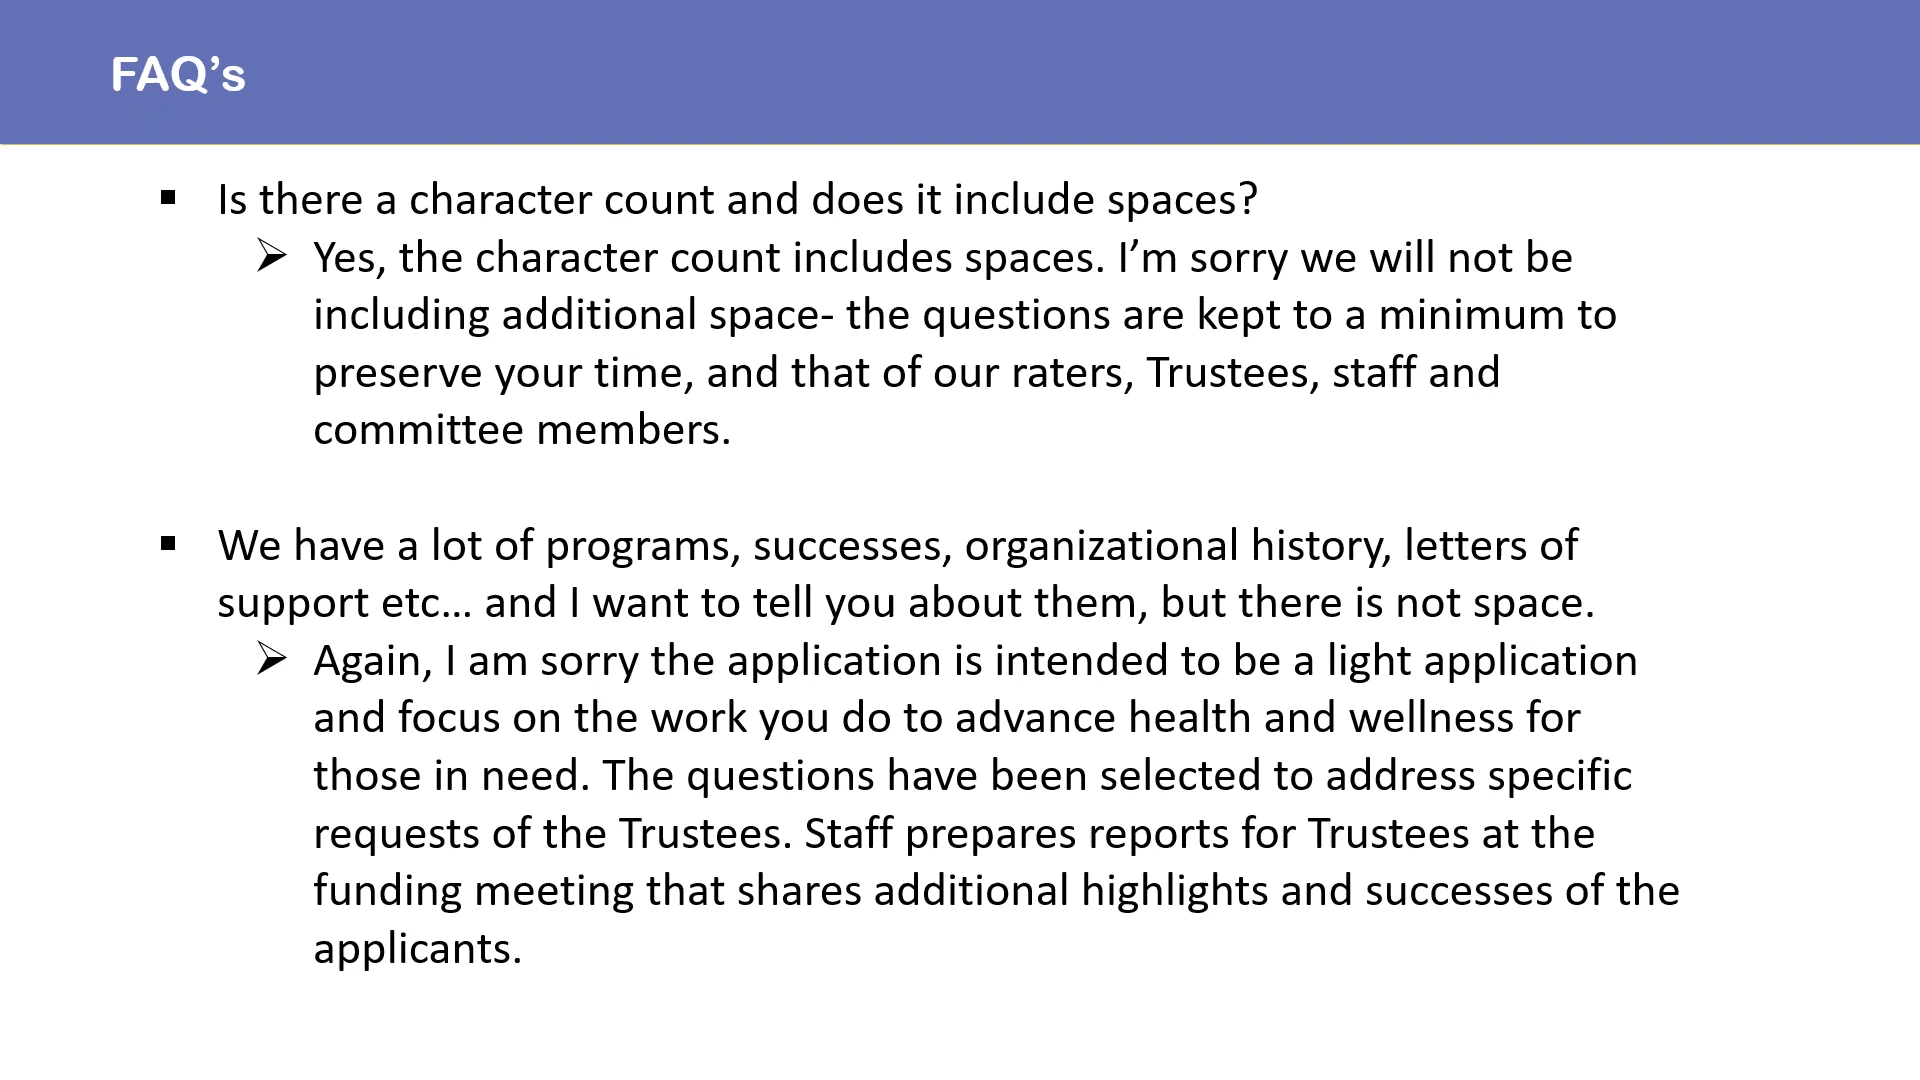 FAQ’s
▪ Is there a character count and does it include spaces?
➢ Yes, the character count includes spaces. I’m sorry we will not be
including additional space- the questions are kept to a minimum to
preserve your time, and that of our raters, Trustees, staff and
committee members.
▪ We have a lot of programs, successes, organizational history, letters of
support etc… and I want to tell you about them, but there is not space.
➢ Again, I am sorry the application is intended to be a light application
and focus on the work you do to advance health and wellness for
those in need. The questions have been selected to address specific
requests of the Trustees. Staff prepares reports for Trustees at the
funding meeting that shares additional highlights and successes of the
applicants.